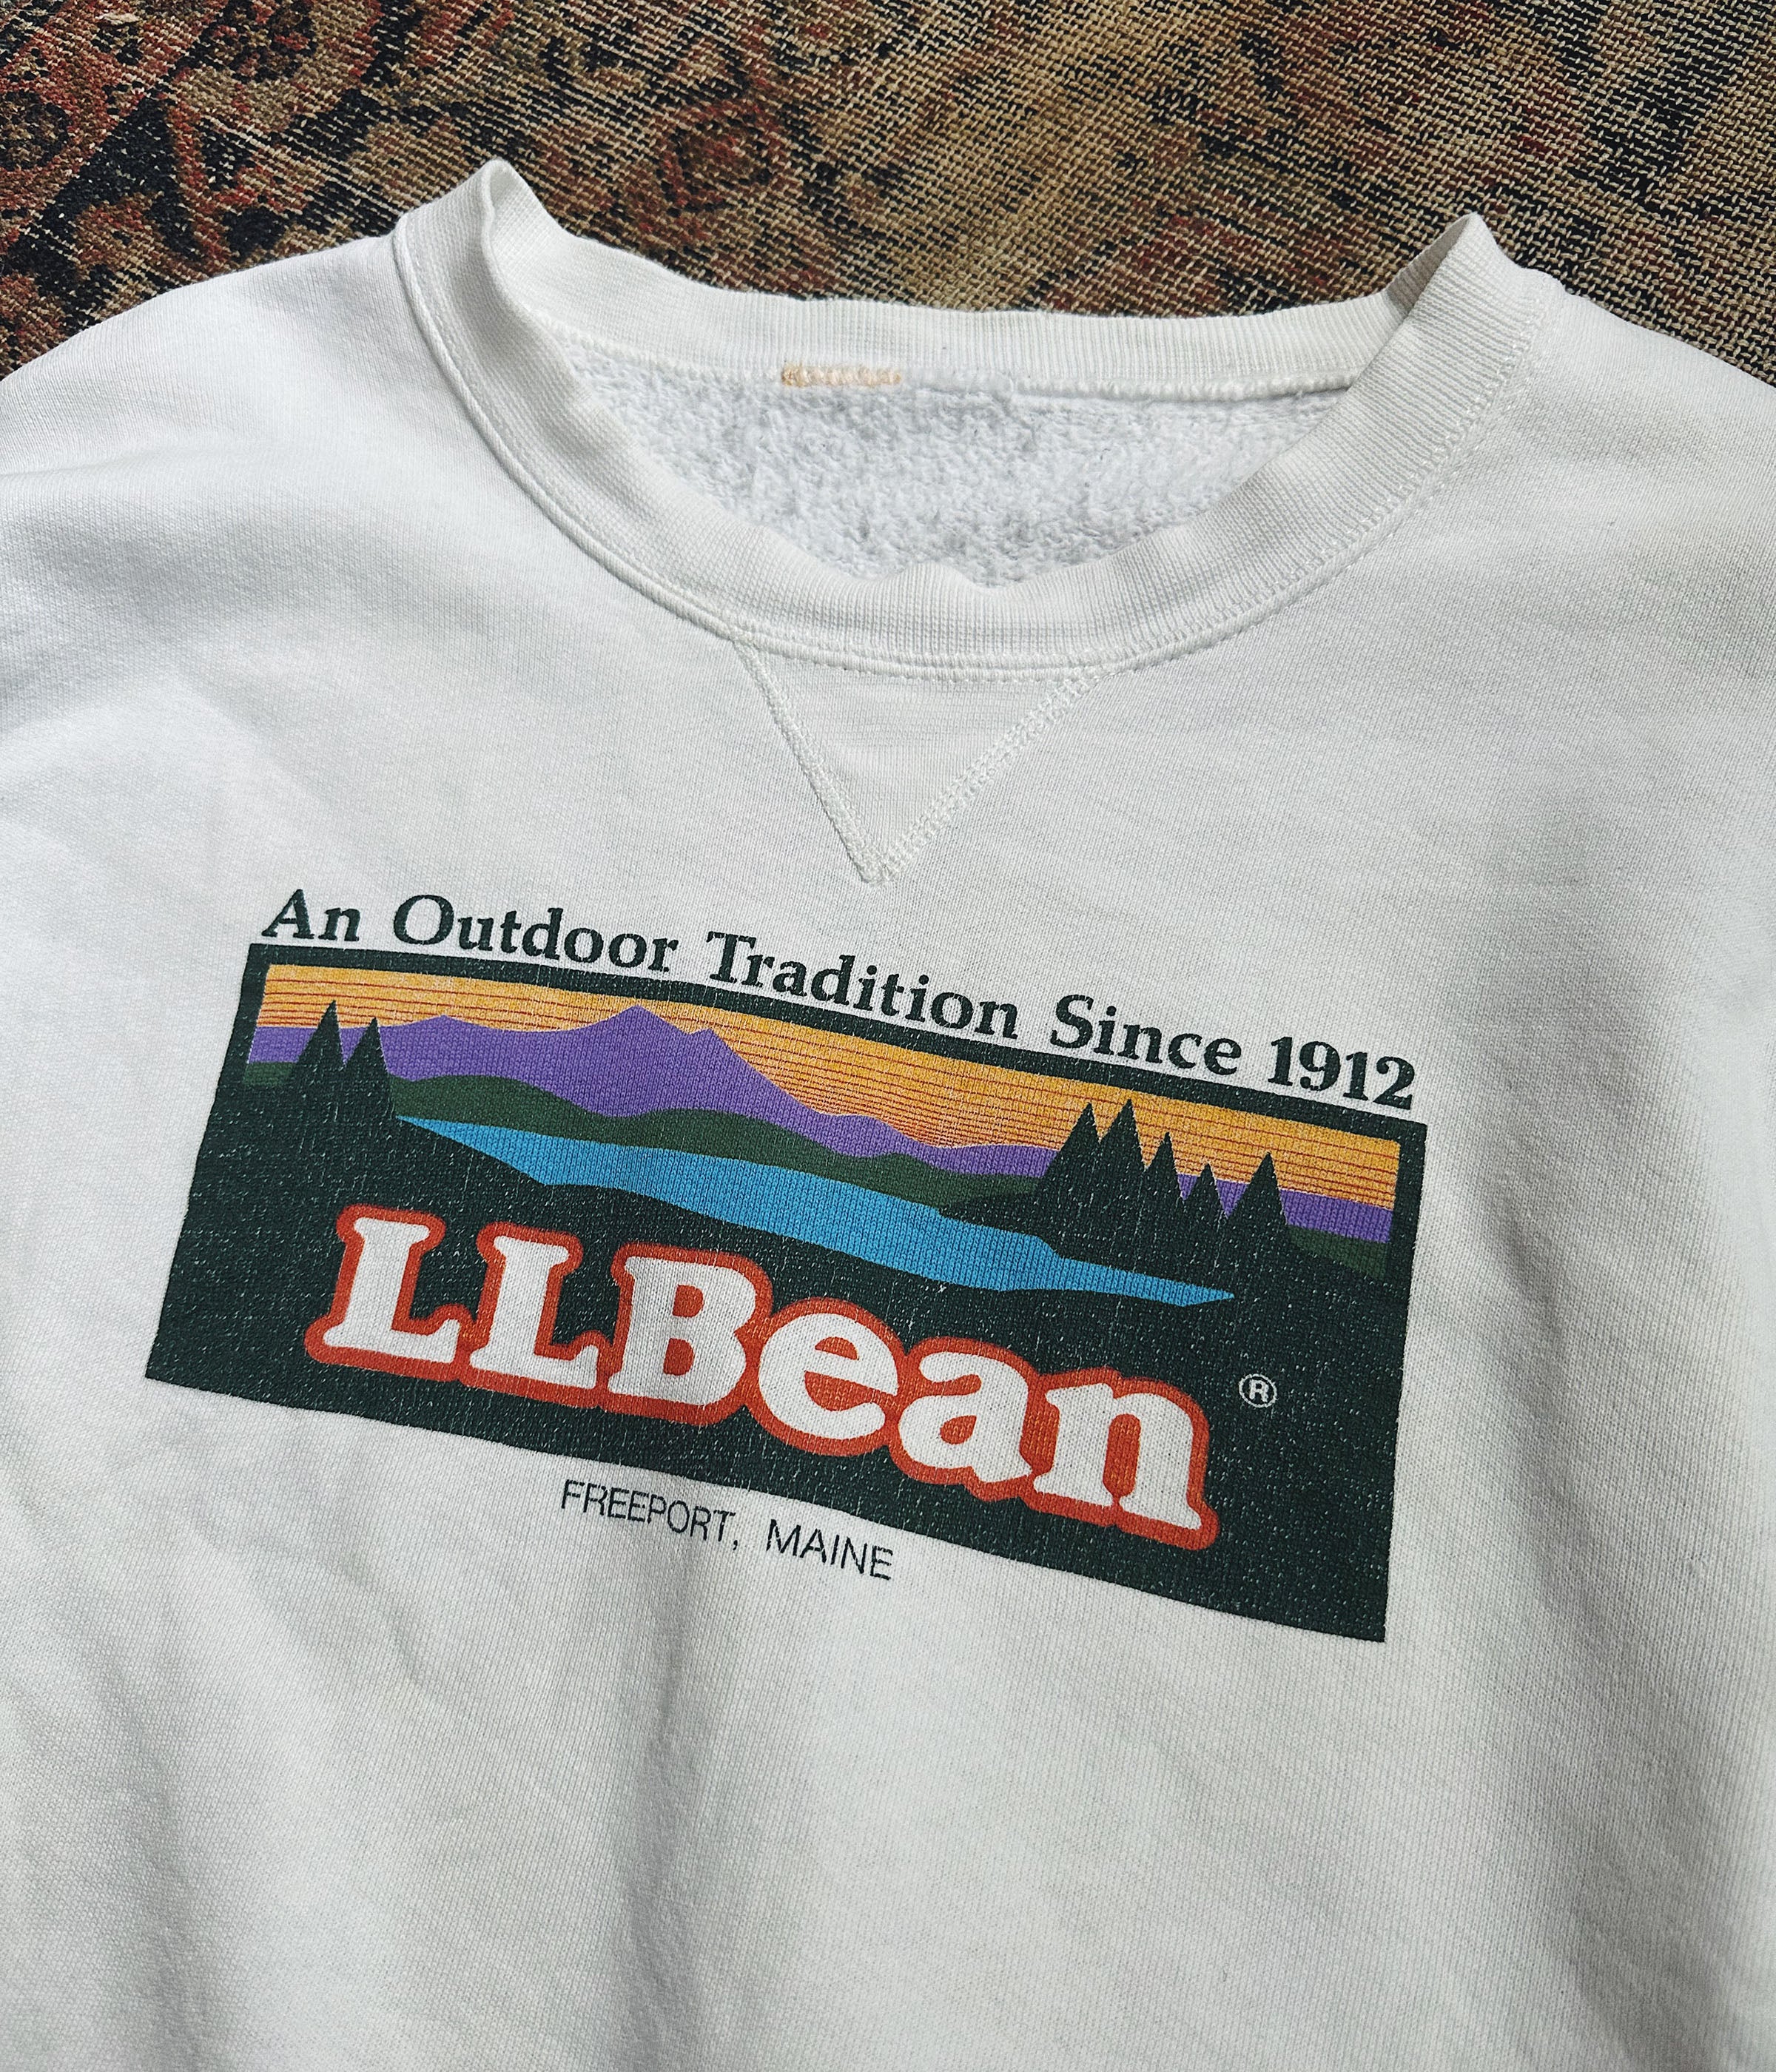 An Outdoor Tradition Since 1912
LLBean®
FREEPORT, MAINE